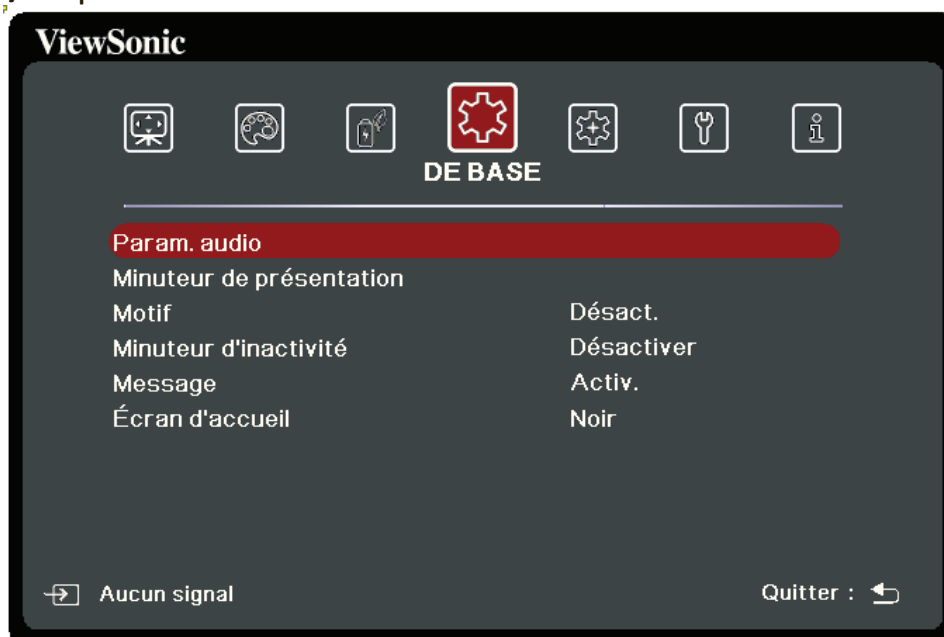 ViewSonic
DE BASE
Param. audio
Minuteur de présentation
Motif Désact.
Minuteur d'inactivité Désactiver
Message Activ.
Écran d'accueil Noir
Aucun signal Quitter :